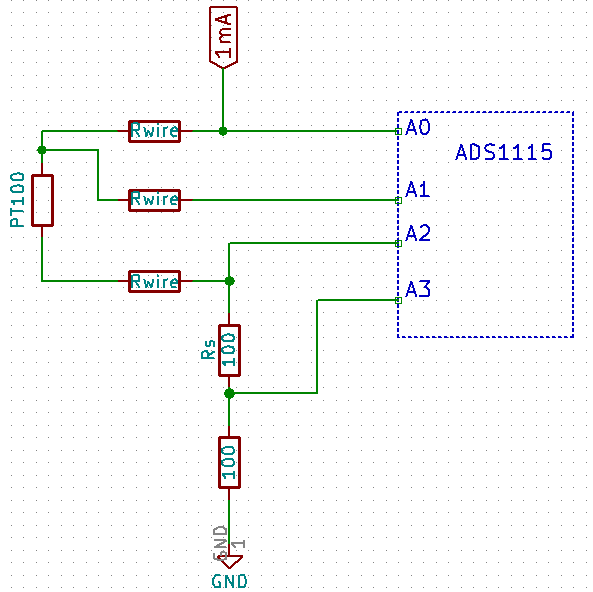 1mA
Rwire
A0
ADS1115
PT100
Rwire
A1
A2
Rwire
A3
Rs
100
100
GND
1
GND